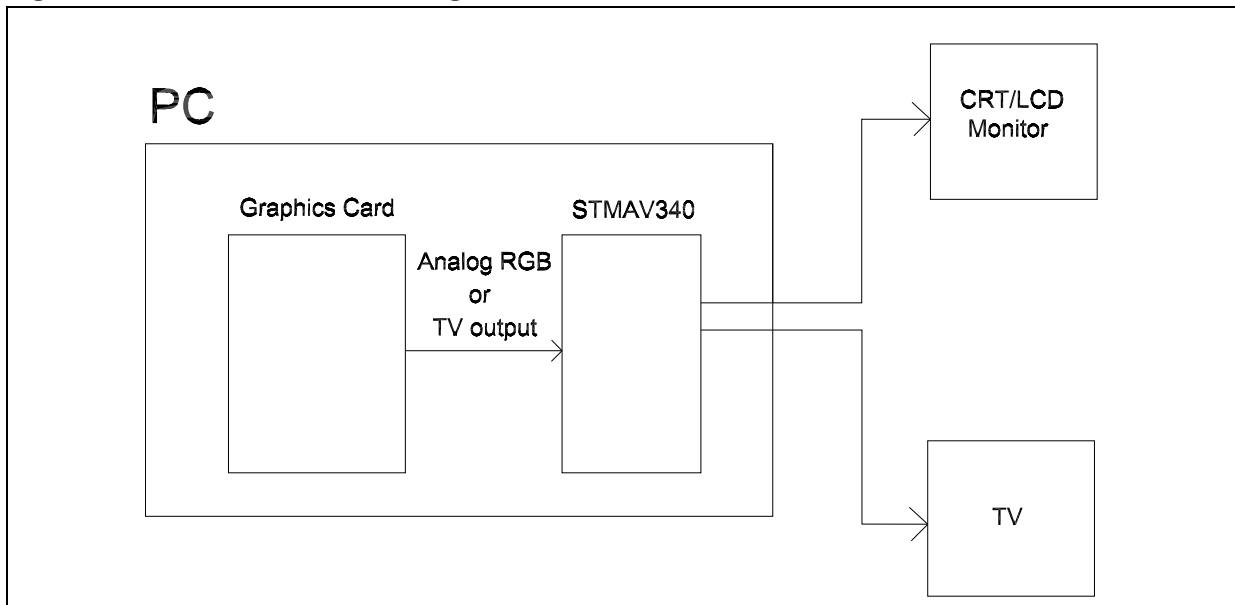 PC
Graphics Card
STMAV340
Analog RGB
or
TV output
CRT/LCD
Monitor
TV